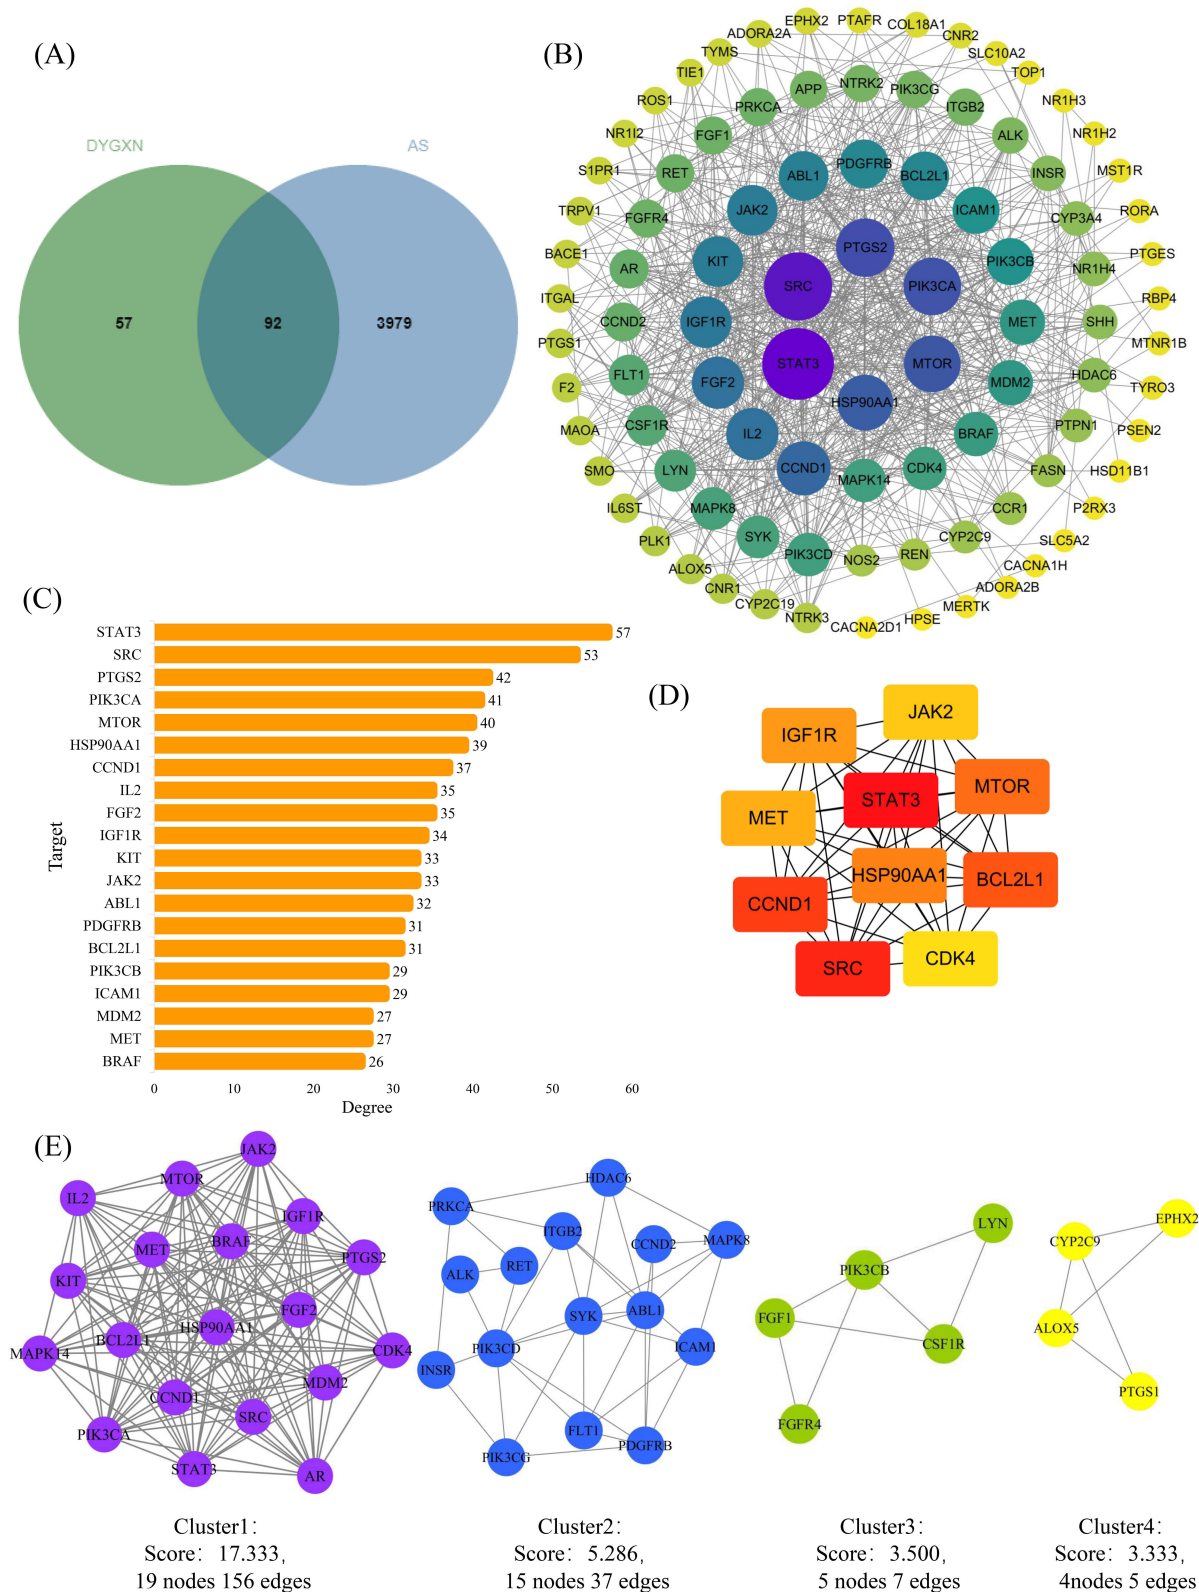 (A)
DYGXN
AS
57
92
3979
(B)
EPHX2
PTAFR
COL18A1
ADORA2A
CNR2
TYMS
SLC10A2
TIE1
TOP1
ROS1
NR1H3
NR1I2
NR1H2
S1PR1
MST1R
TRPV1
RORA
BACE1
PTGES
ITGAL
RBP4
PTGS1
MTNR1B
F2
TYRO3
MAOA
PSEN2
SMO
HSD11B1
IL6ST
P2RX3
PLK1
SLC5A2
ALOX5
CACNA1H
CNR1
ADORA2B
CYP2C19
MERTK
NTRK3
CACNA2D1
HPSE
APP
NTRK2
PIK3CG
PRKCA
ITGB2
FGF1
ALK
RET
INSR
FGFR4
CYP3A4
AR
NR1H4
CCND2
SHH
FLT1
HDAC6
CSF1R
PTPN1
LYN
FASN
MAPK8
CCR1
SYK
CYP2C9
PIK3CD
NOS2
REN
ABL1
PDGFRB
BCL2L1
JAK2
ICAM1
KIT
PIK3CB
IGF1R
MET
FGF2
MDM2
IL2
BRAF
CCND1
MAPK14
CDK4
PTGS2
SRC
PIK3CA
STAT3
MTOR
HSP90AA1
(C)
STAT3 57
SRC 53
PTGS2 42
PIK3CA 41
MTOR 40
HSP90AA1 39
CCND1 37
IL2 35
FGF2 35
IGF1R 34
KIT 33
JAK2 33
ABL1 32
PDGFRB 31
BCL2L1 31
PIK3CB 29
ICAM1 29
MDM2 27
MET 27
BRAF 26
0 10 20 30 40 50 60
Degree
Target
(D)
JAK2
IGF1R
STAT3
MTOR
MET
HSP90AA1
BCL2L1
CCND1
SRC
CDK4
(E)
JAK2
MTOR
IL2
IGF1R
MET
BRAF
PTGS2
KIT
FGF2
HSP90AA1
BCL2L1
MAPK14
CDK4
MDM2
CCND1
SRC
PIK3CA
STAT3
AR
HDAC6
PRKCA
ITGB2
CCND2
MAPK8
ALK
RET
SYK
ABL1
PIK3CD
ICAM1
INSR
FLT1
PDGFRB
PIK3CG
LYN
PIK3CB
FGF1
CSF1R
FGFR4
EPHX2
CYP2C9
ALOX5
PTGS1
Cluster1:
Score: 17.333,
19 nodes 156 edges
Cluster2:
Score: 5.286,
15 nodes 37 edges
Cluster3:
Score: 3.500,
5 nodes 7 edges
Cluster4:
Score: 3.333,
4nodes 5 edges